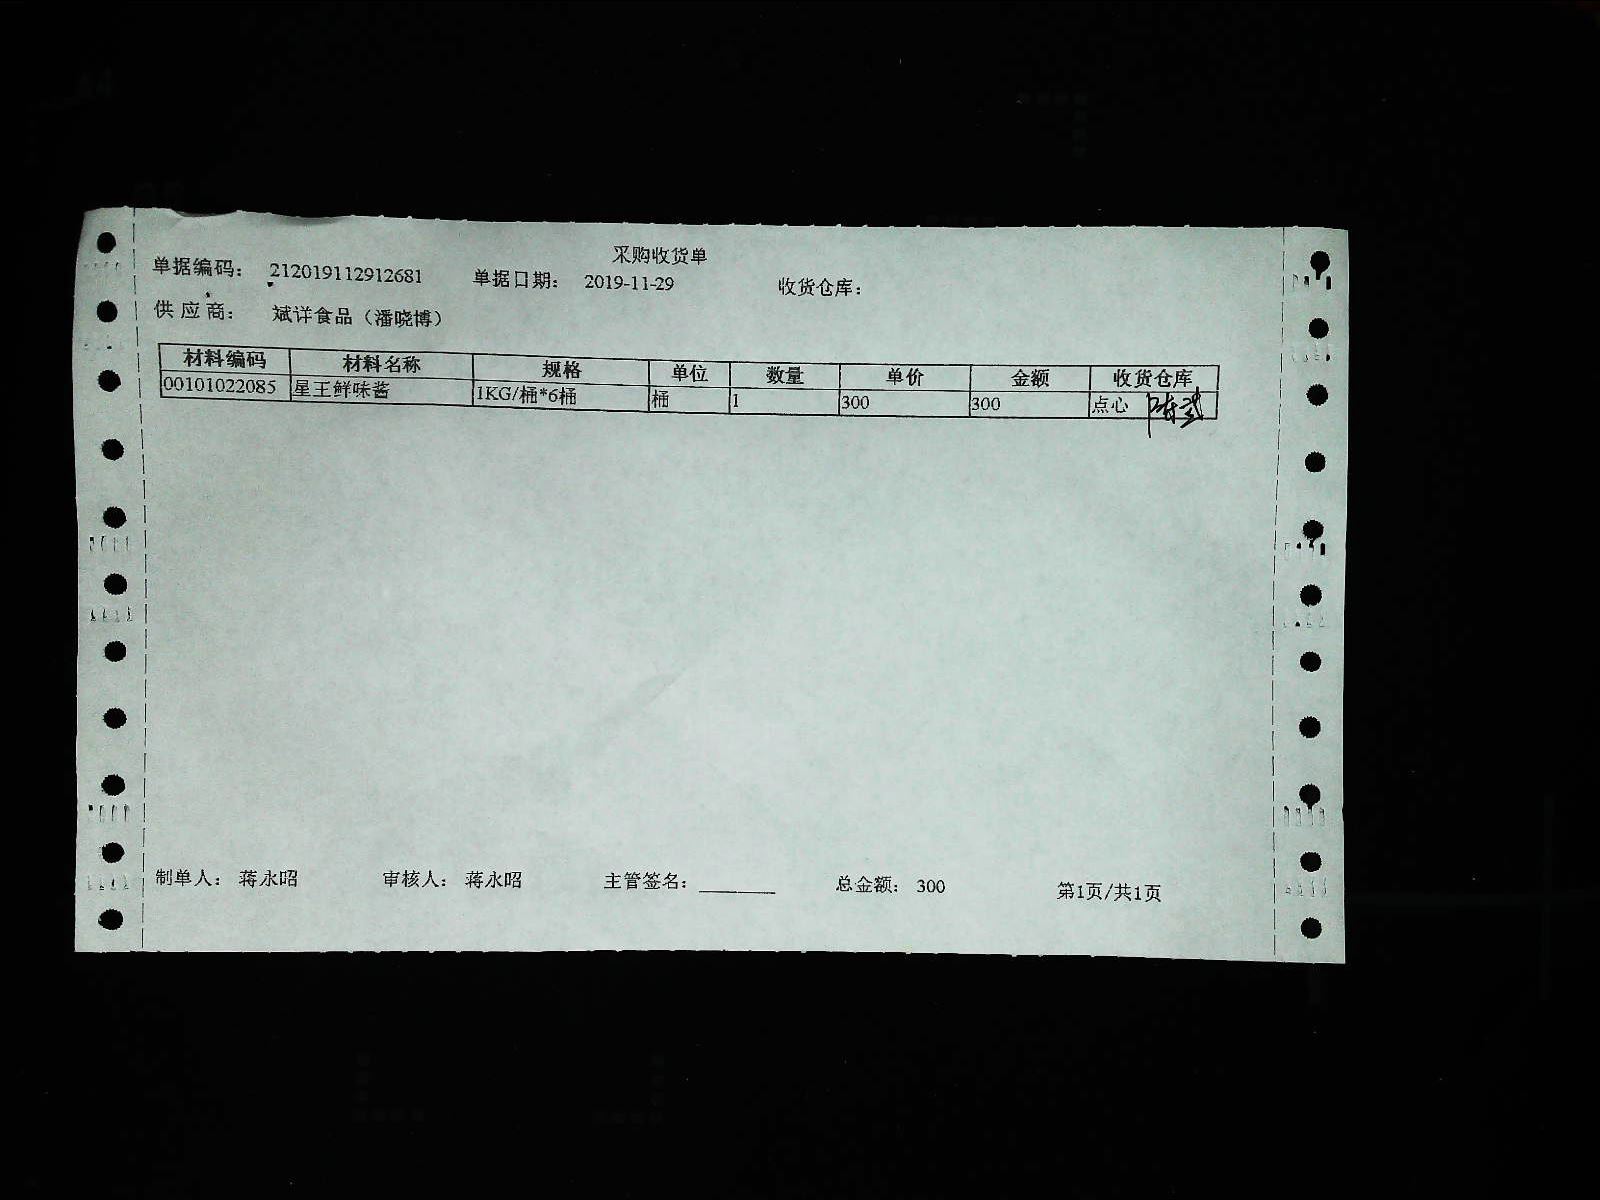 采购收货单
单据编码： 212019112912681 单据日期： 2019-11-29 收货仓库：
供 应 商： 斌详食品（潘晓博）
材料编码 材料名称 规格 单位 数量 单价 金额 收货仓库
00101022085 星王鲜味酱 1KG/桶*6桶 桶 1 300 300 点心
制单人： 蒋永昭 审核人： 蒋永昭 主管签名： 总金额： 300 第1页/共1页